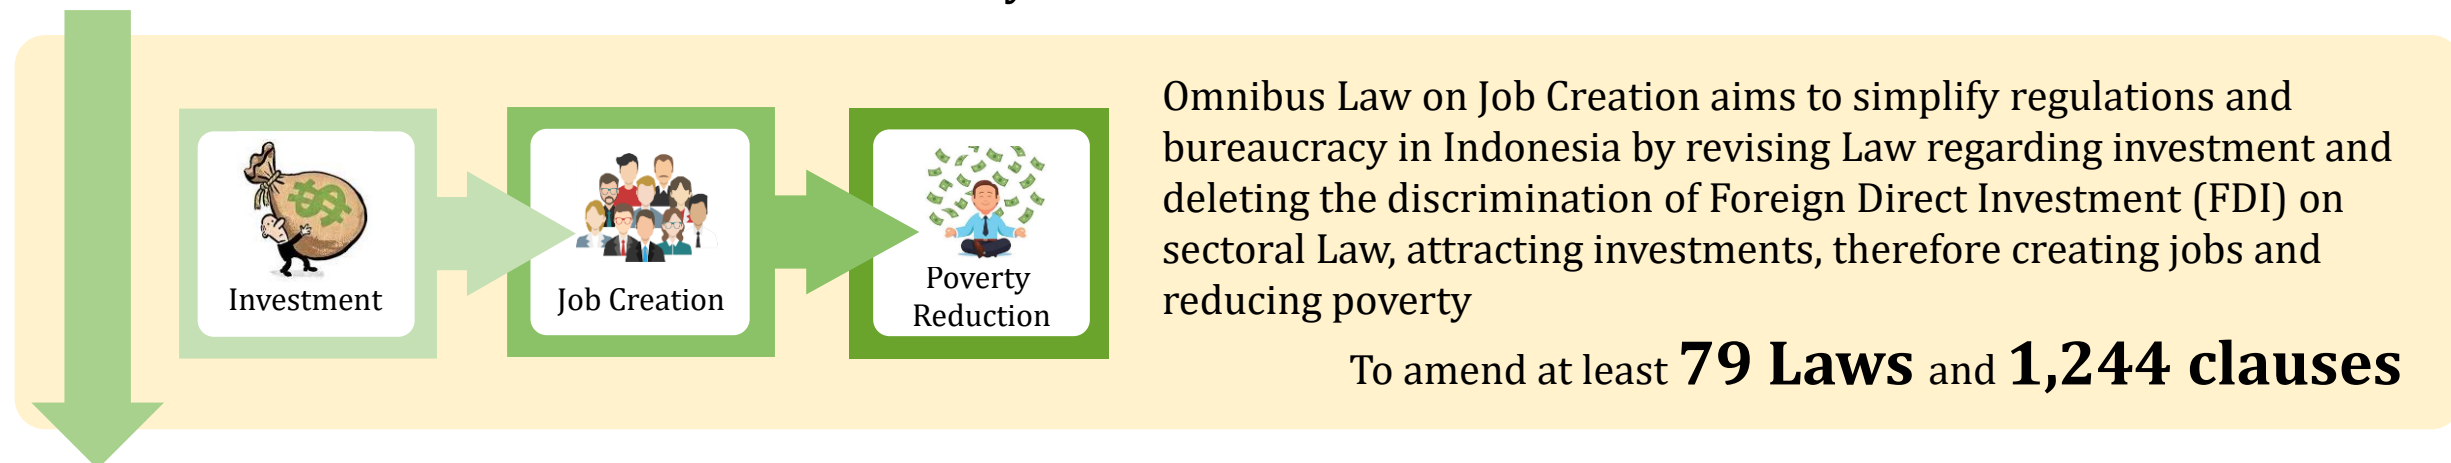 Investment
Job Creation
Poverty
Reduction
Omnibus Law on Job Creation aims to simplify regulations and
bureaucracy in Indonesia by revising Law regarding investment and
deleting the discrimination of Foreign Direct Investment (FDI) on
sectoral Law, attracting investments, therefore creating jobs and
reducing poverty
To amend at least 79 Laws and 1,244 clauses